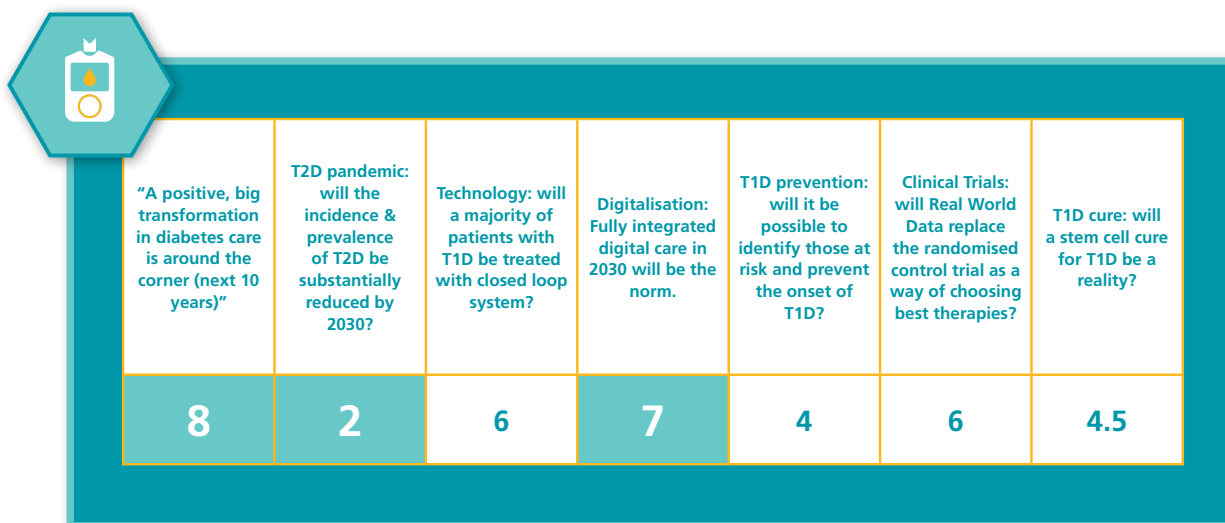 “A positive, big
transformation
in diabetes care
is around the
corner (next 10
years)”
T2D pandemic:
will the
incidence &
prevalence
of T2D be
substantially
reduced by
2030?
Technology: will
a majority of
patients with
T1D be treated
with closed loop
system?
Digitalisation:
Fully integrated
digital care in
2030 will be the
norm.
T1D prevention:
will it be
possible to
identify those at
risk and prevent
the onset of
T1D?
Clinical Trials:
will Real World
Data replace
the randomised
control trial as a
way of choosing
best therapies?
T1D cure: will
a stem cell cure
for T1D be a
reality?
8
2
6
7
4
6
4.5